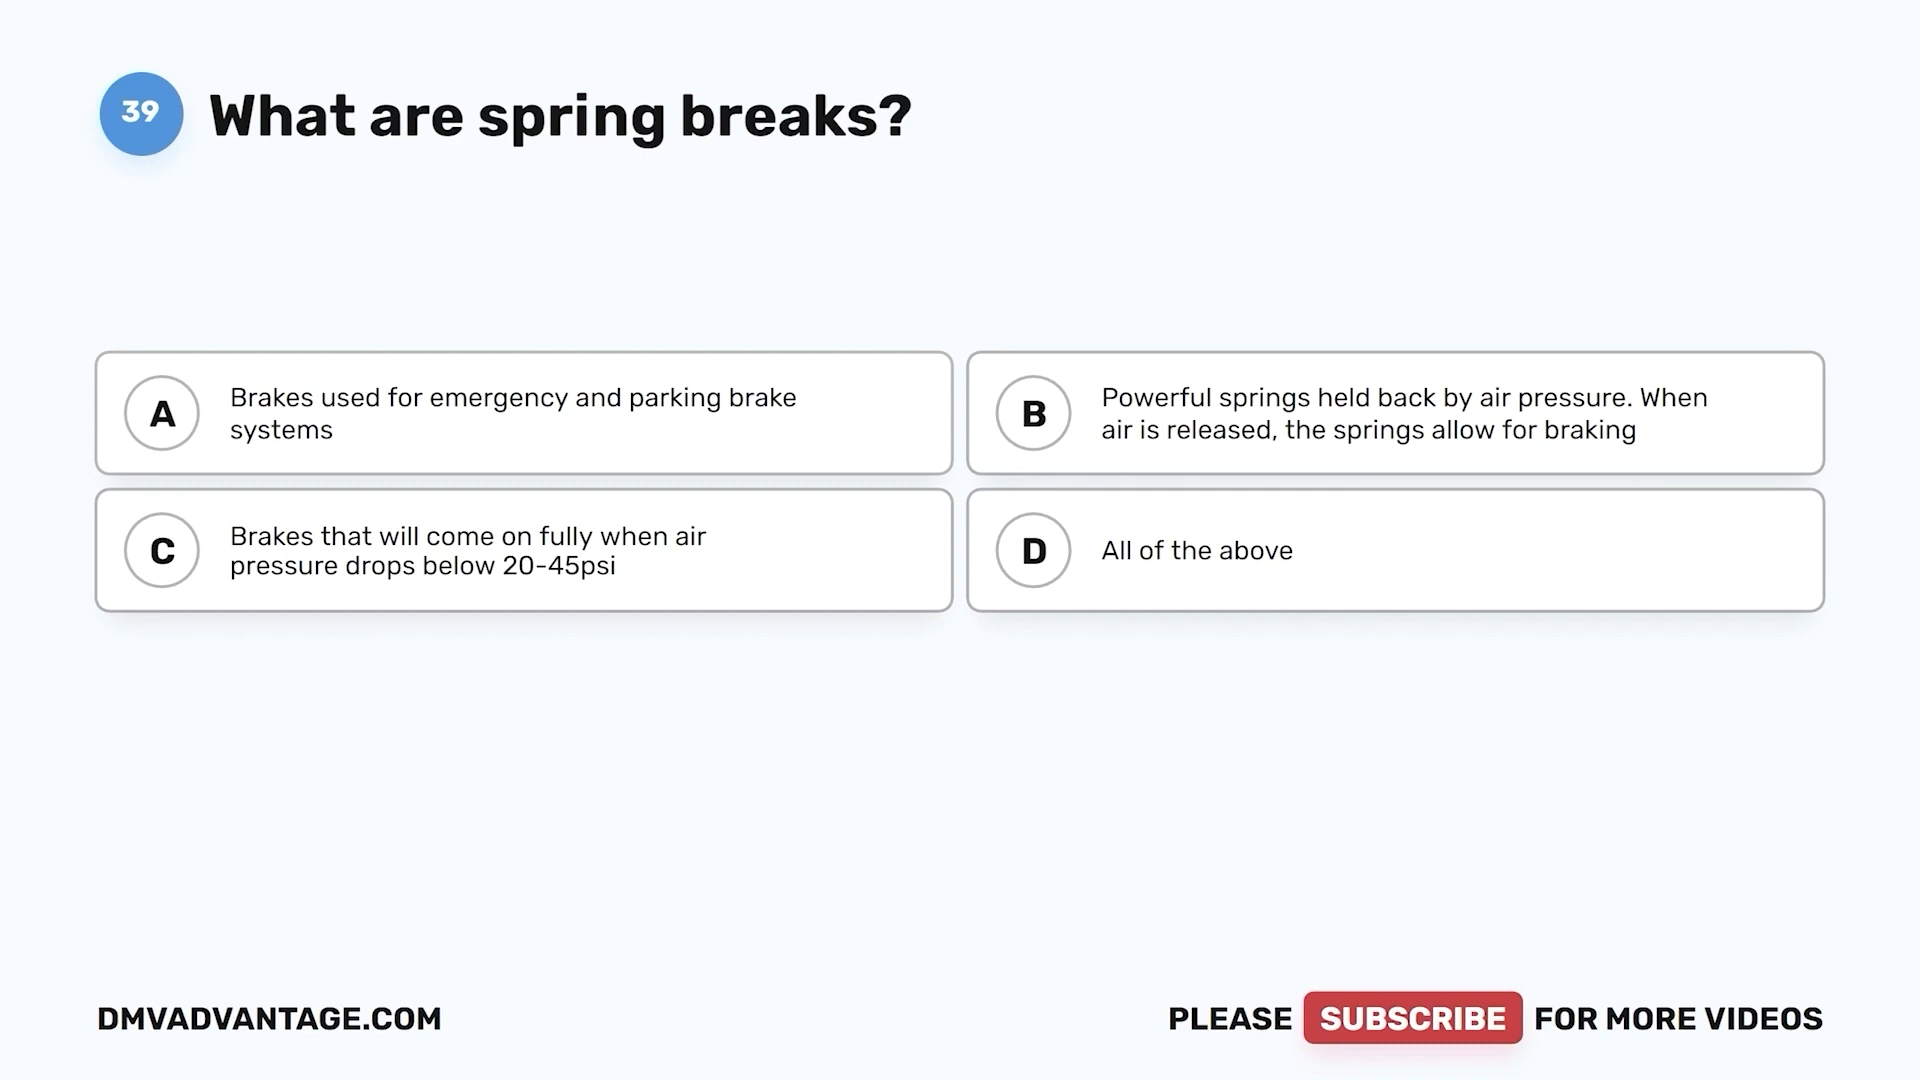 39
What are spring breaks?
A
Brakes used for emergency and parking brake
systems
B
Powerful springs held back by air pressure. When
air is released, the springs allow for braking
C
Brakes that will come on fully when air
pressure drops below 20-45psi
D
All of the above
DMVADVANTAGE.COM
PLEASE SUBSCRIBE FOR MORE VIDEOS